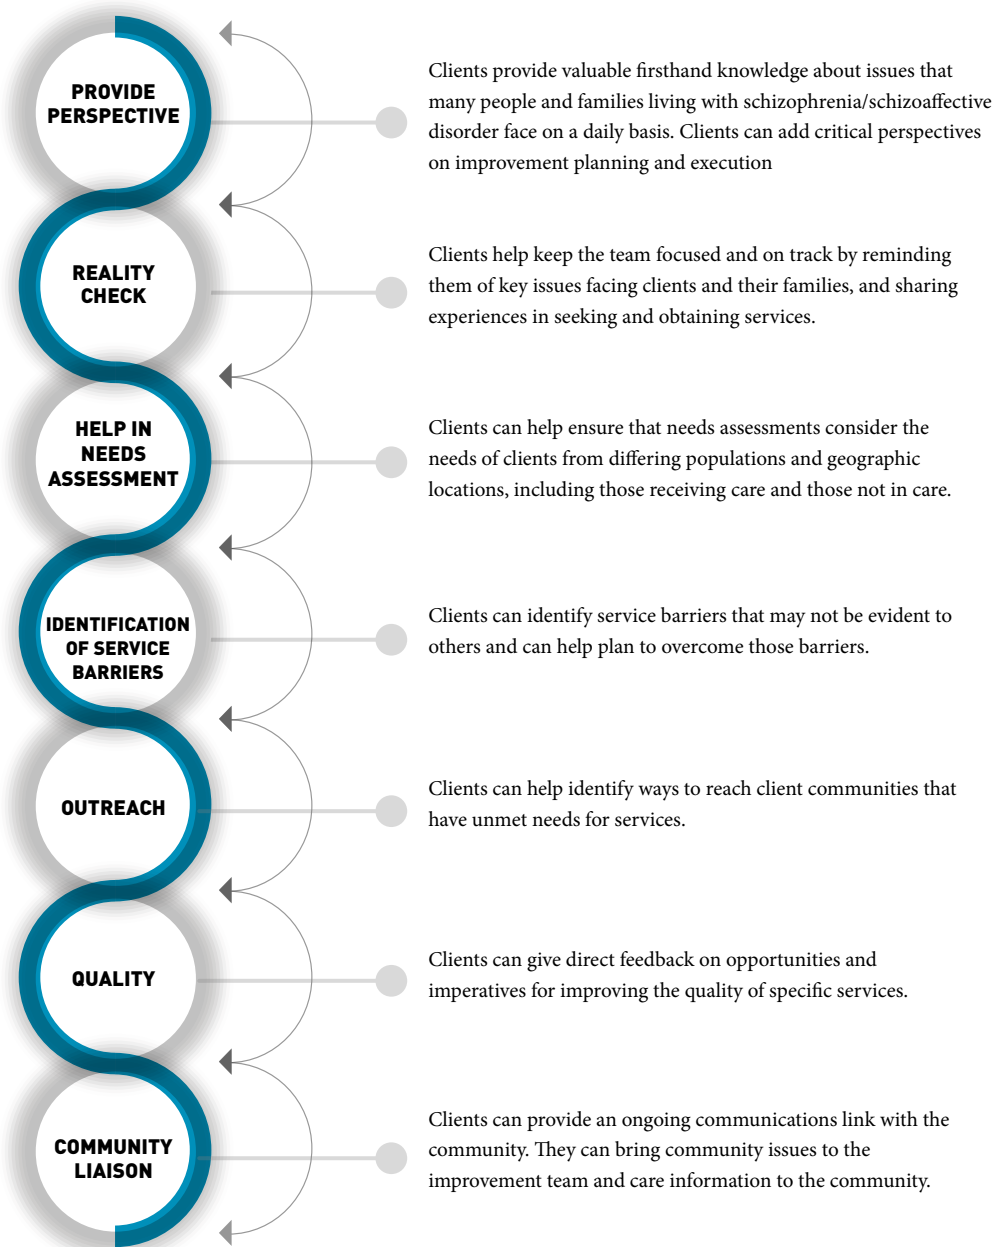 PROVIDE
PERSPECTIVE
Clients provide valuable firsthand knowledge about issues that
many people and families living with schizophrenia/schizoaffective
disorder face on a daily basis. Clients can add critical perspectives
on improvement planning and execution
REALITY
CHECK
Clients help keep the team focused and on track by reminding
them of key issues facing clients and their families, and sharing
experiences in seeking and obtaining services.
HELP IN
NEEDS
ASSESSMENT
Clients can help ensure that needs assessments consider the
needs of clients from differing populations and geographic
locations, including those receiving care and those not in care.
IDENTIFICATION
OF SERVICE
BARRIERS
Clients can identify service barriers that may not be evident to
others and can help plan to overcome those barriers.
OUTREACH
Clients can help identify ways to reach client communities that
have unmet needs for services.
QUALITY
Clients can give direct feedback on opportunities and
imperatives for improving the quality of specific services.
COMMUNITY
LIAISON
Clients can provide an ongoing communications link with the
community. They can bring community issues to the
improvement team and care information to the community.